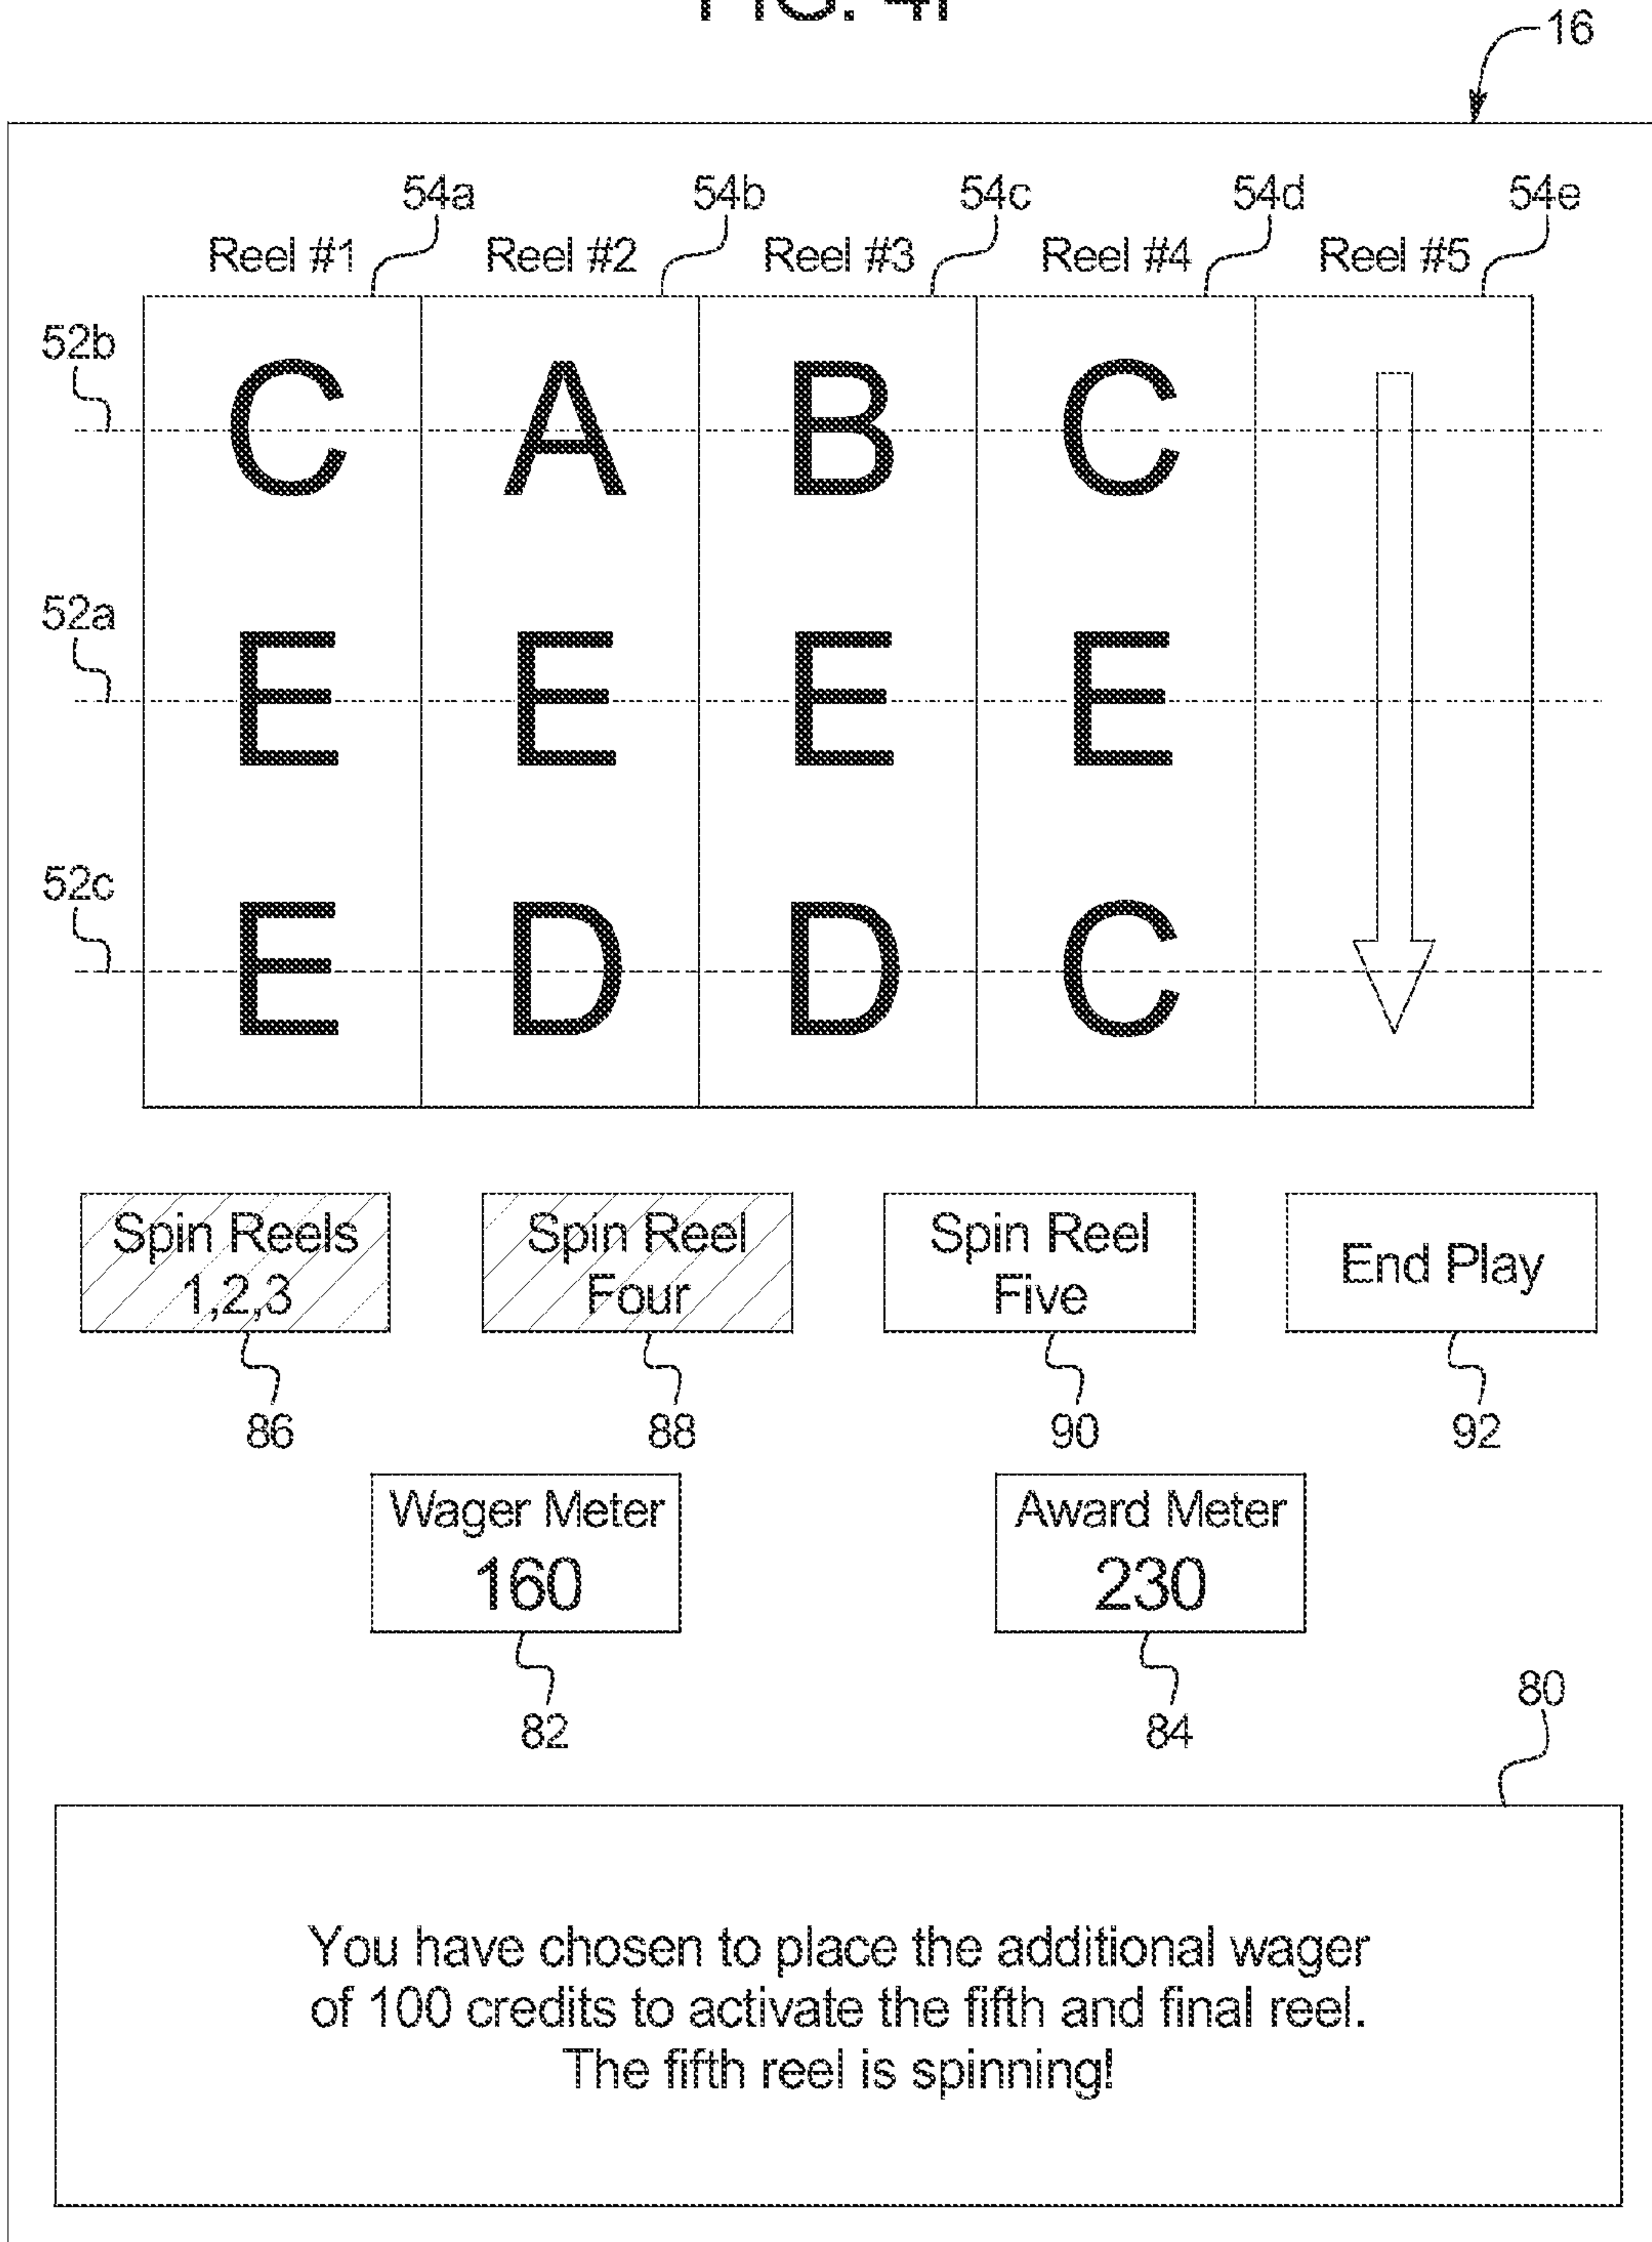 16
54a 54b 54c 54d 54e
Reel #1 Reel #2 Reel #3 Reel #4 Reel #5
52b
C A B C
52a
E E E E
52c
E D D C
Spin Reels
1,2,3
Spin Reel
Four
Spin Reel
Five
End Play
86 88 90 92
Wager Meter
160
Award Meter
230
82 84
80
You have chosen to place the additional wager
of 100 credits to activate the fifth and final reel.
The fifth reel is spinning!